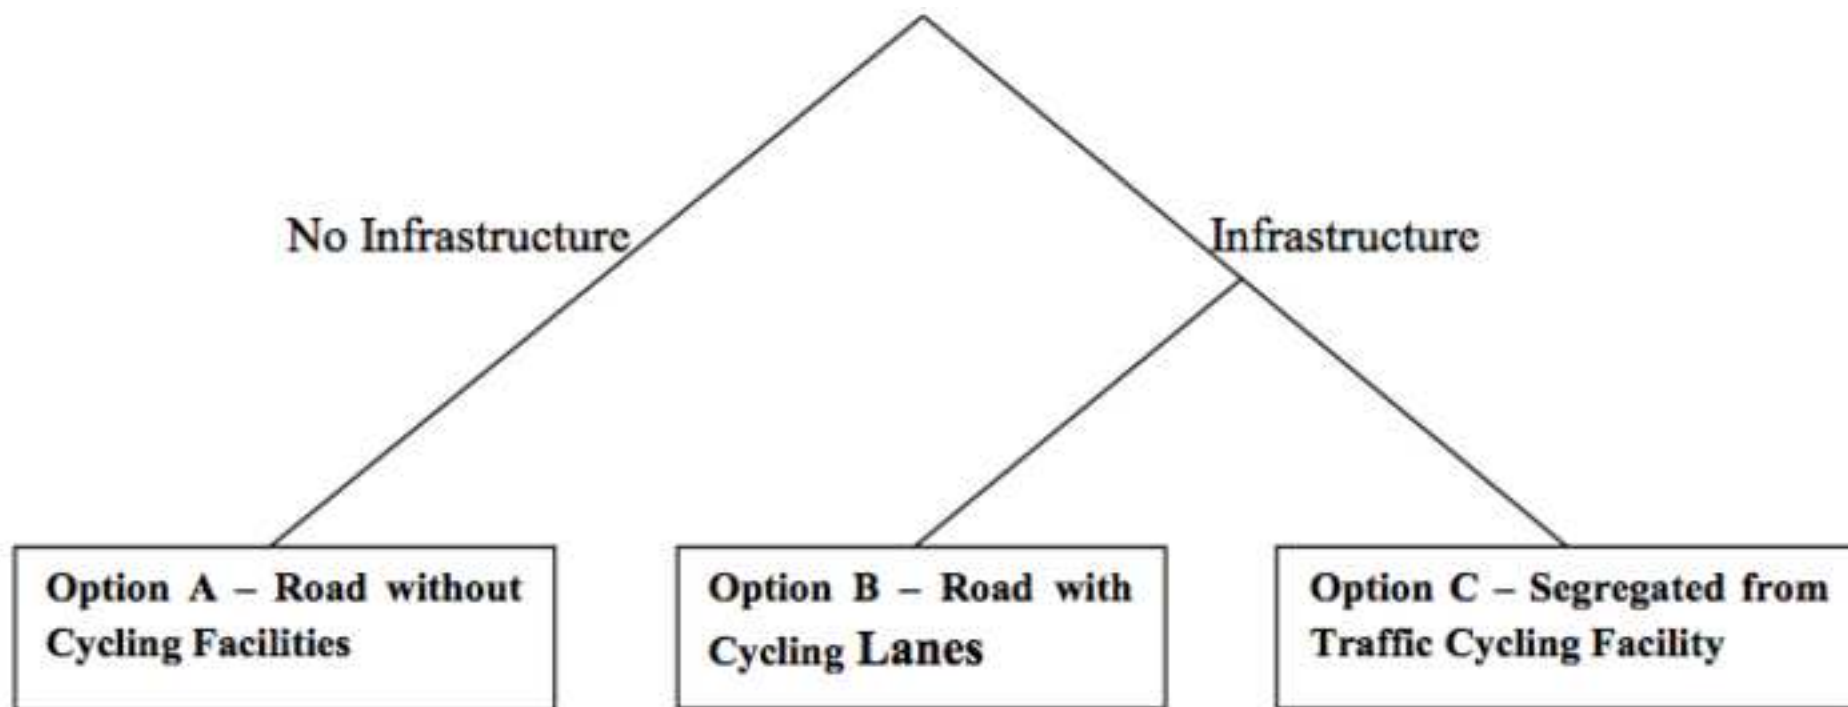 No Infrastructure
Infrastructure
Option A – Road without
Cycling Facilities
Option B – Road with
Cycling Lanes
Option C – Segregated from
Traffic Cycling Facility